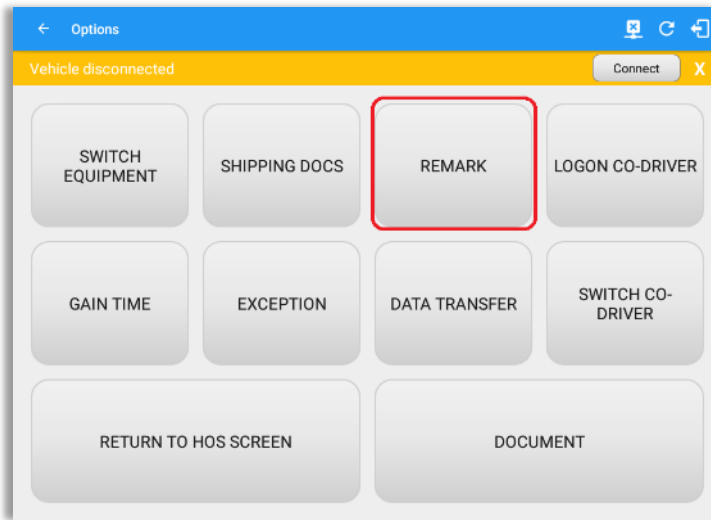 Options
Vehicle disconnected
Connect
X
SWITCH
EQUIPMENT
SHIPPING DOCS
REMARK
LOGON CO-DRIVER
GAIN TIME
EXCEPTION
DATA TRANSFER
SWITCH CO-
DRIVER
RETURN TO HOS SCREEN
DOCUMENT